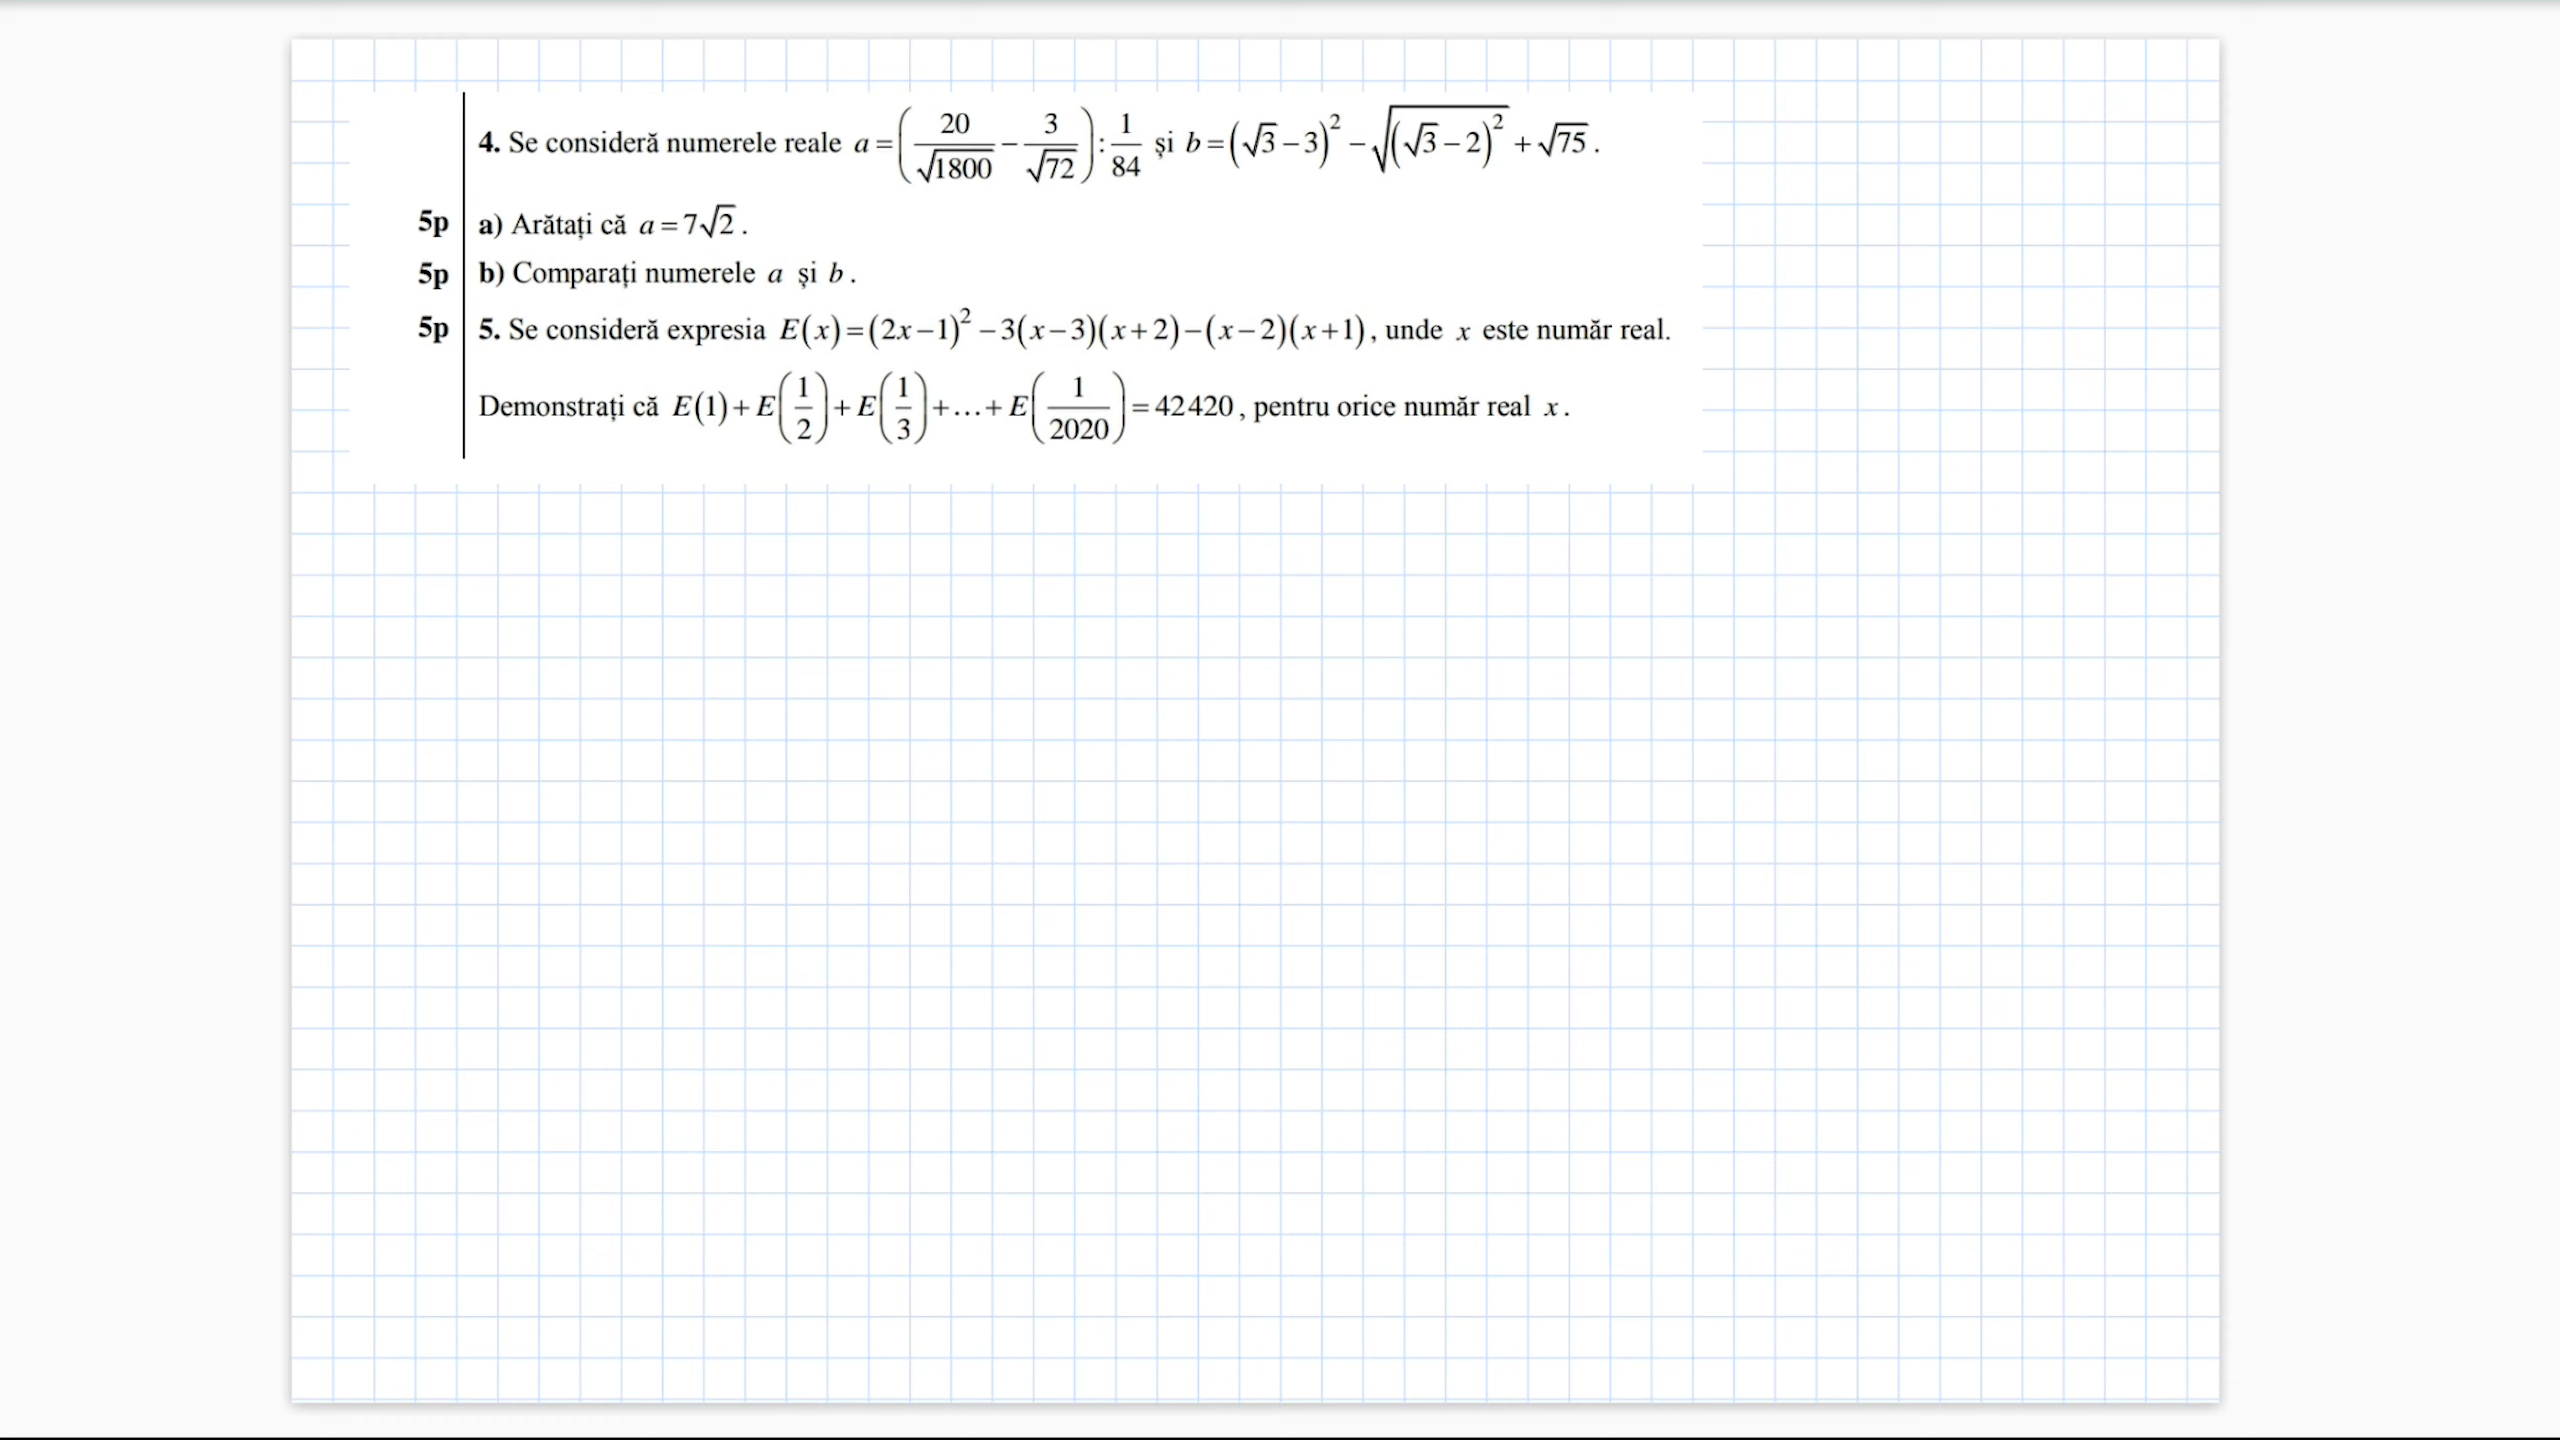 4. Se consideră numerele reale a = (20/√1800 − 3/√72) : 1/84 și b = (√3 − 3)² − √((√3 − 2)²) + √75 .
5p a) Arătați că a = 7√2 .
5p b) Comparați numerele a și b .
5p 5. Se consideră expresia E(x) = (2x−1)² − 3(x−3)(x+2) − (x−2)(x+1), unde x este număr real.
Demonstrați că E(1) + E(1/2) + E(1/3) + ... + E(1/2020) = 42420, pentru orice număr real x .